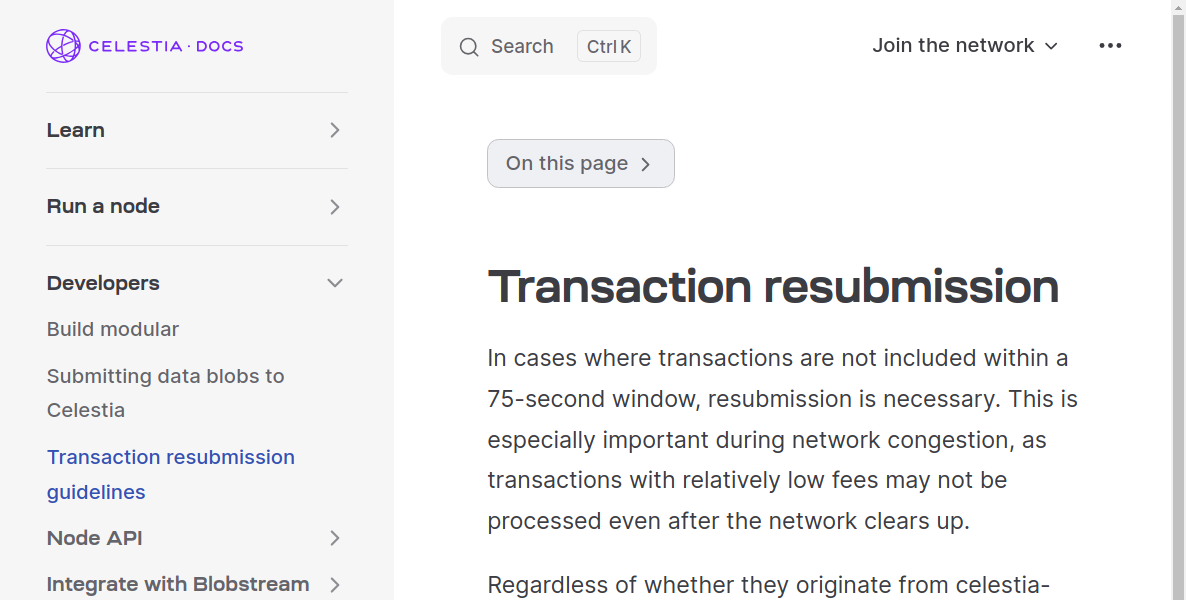 CELESTIA · DOCS
Learn
Run a node
Developers
Build modular
Submitting data blobs to
Celestia
Transaction resubmission
guidelines
Node API
Integrate with Blobstream
Search
Ctrl K
Join the network
On this page
Transaction resubmission
In cases where transactions are not included within a
75-second window, resubmission is necessary. This is
especially important during network congestion, as
transactions with relatively low fees may not be
processed even after the network clears up.
Regardless of whether they originate from celestia-